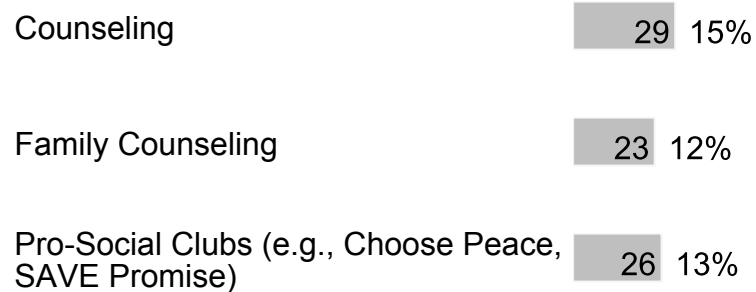 Counseling 29 15%
Family Counseling 23 12%
Pro-Social Clubs (e.g., Choose Peace,
SAVE Promise) 26 13%